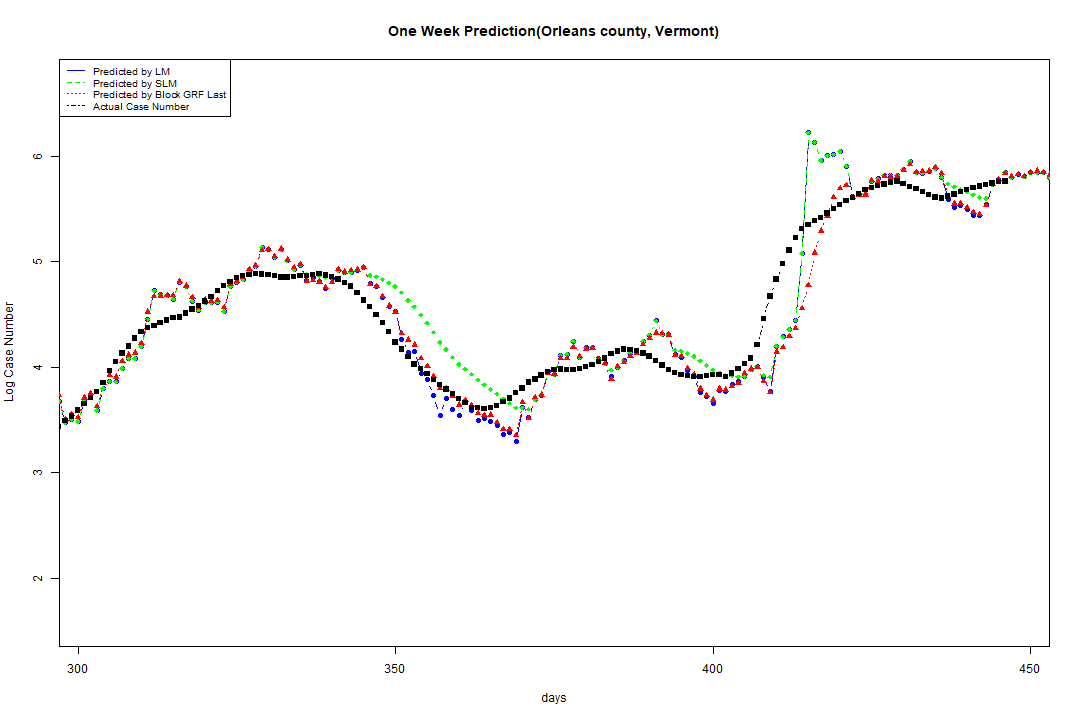 One Week Prediction(Orleans county, Vermont)
Predicted by LM
Predicted by SLM
Predicted by Block GRF Last
Actual Case Number
6
5
4
3
2
Log Case Number
300 350 400 450
days